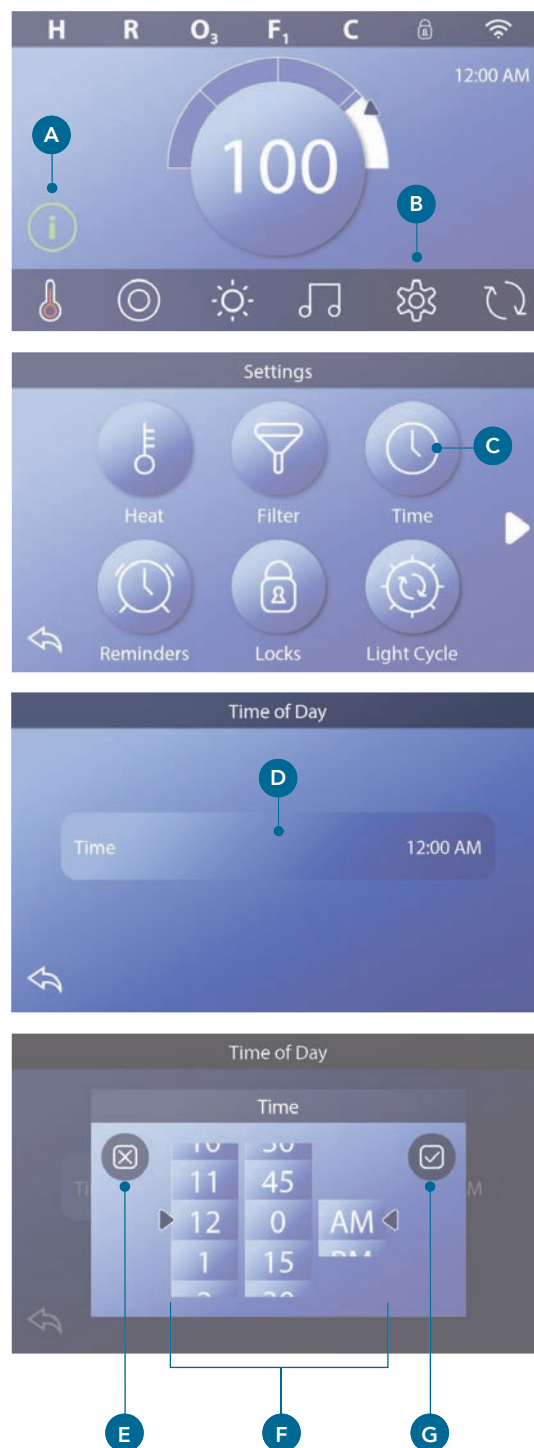 H R O₃ F₁ C
12:00 AM
A
100
B
i
Settings
C
Heat Filter Time
Reminders Locks Light Cycle
Time of Day
D
Time 12:00 AM
Time of Day
Time
11 45
12 0 AM
1 15
E F G